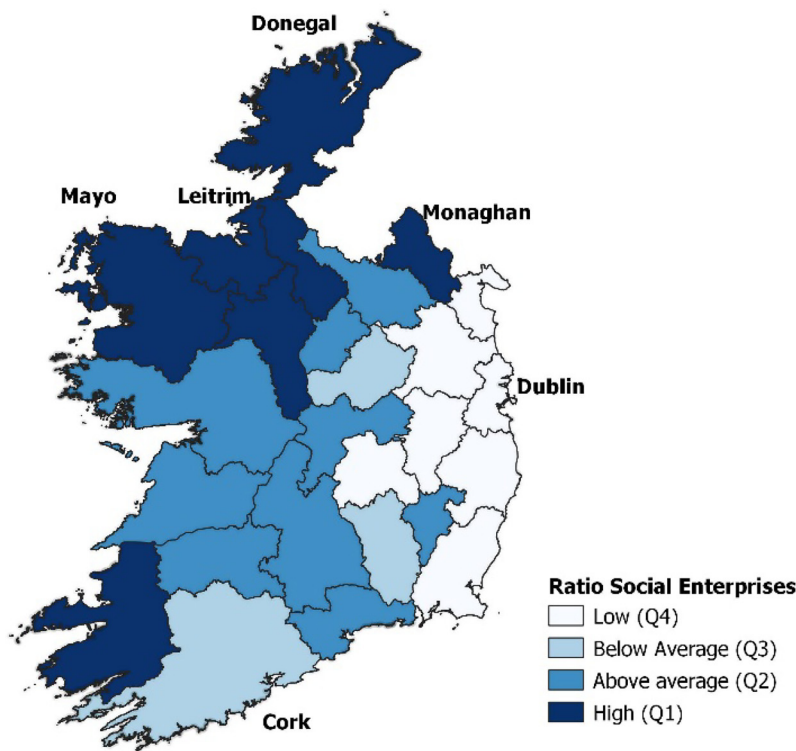 Donegal
Mayo
Leitrim
Monaghan
Dublin
Cork
Ratio Social Enterprises
Low (Q4)
Below Average (Q3)
Above average (Q2)
High (Q1)